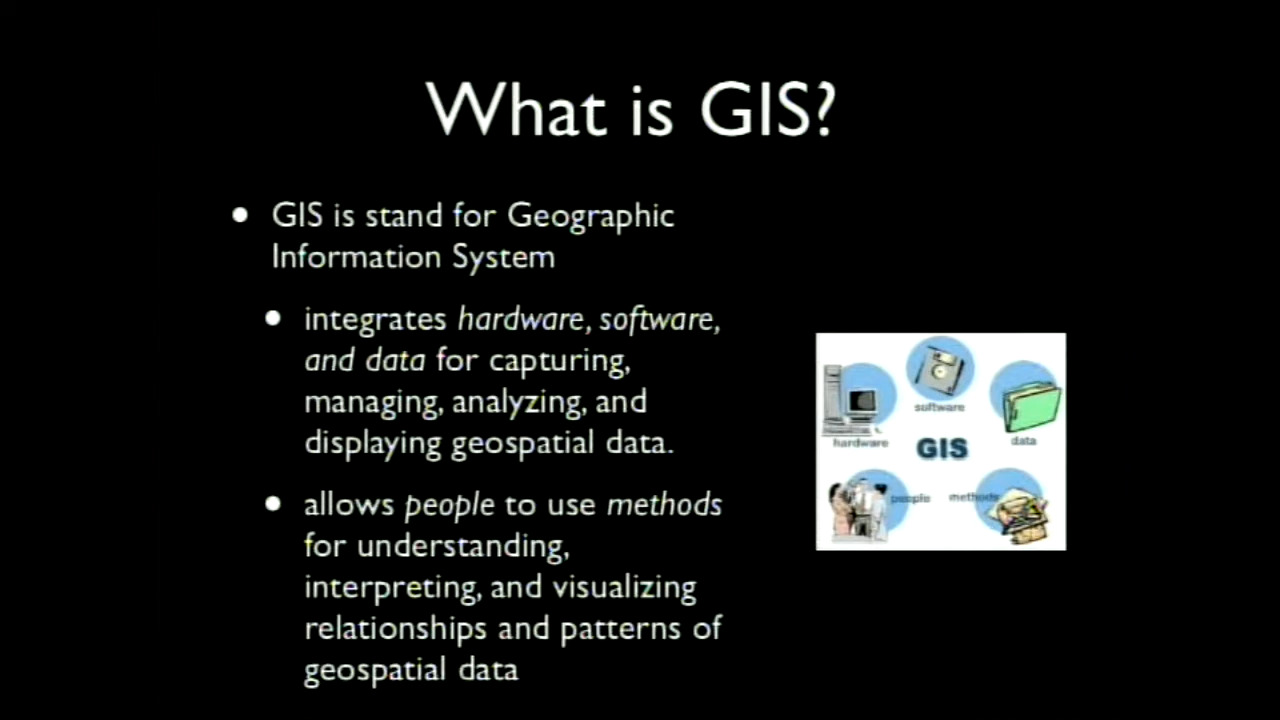 What is GIS?
• GIS is stand for Geographic
Information System
• integrates hardware, software,
and data for capturing,
managing, analyzing, and
displaying geospatial data.
• allows people to use methods
for understanding,
interpreting, and visualizing
relationships and patterns of
geospatial data
software
hardware
GIS
data
people
methods